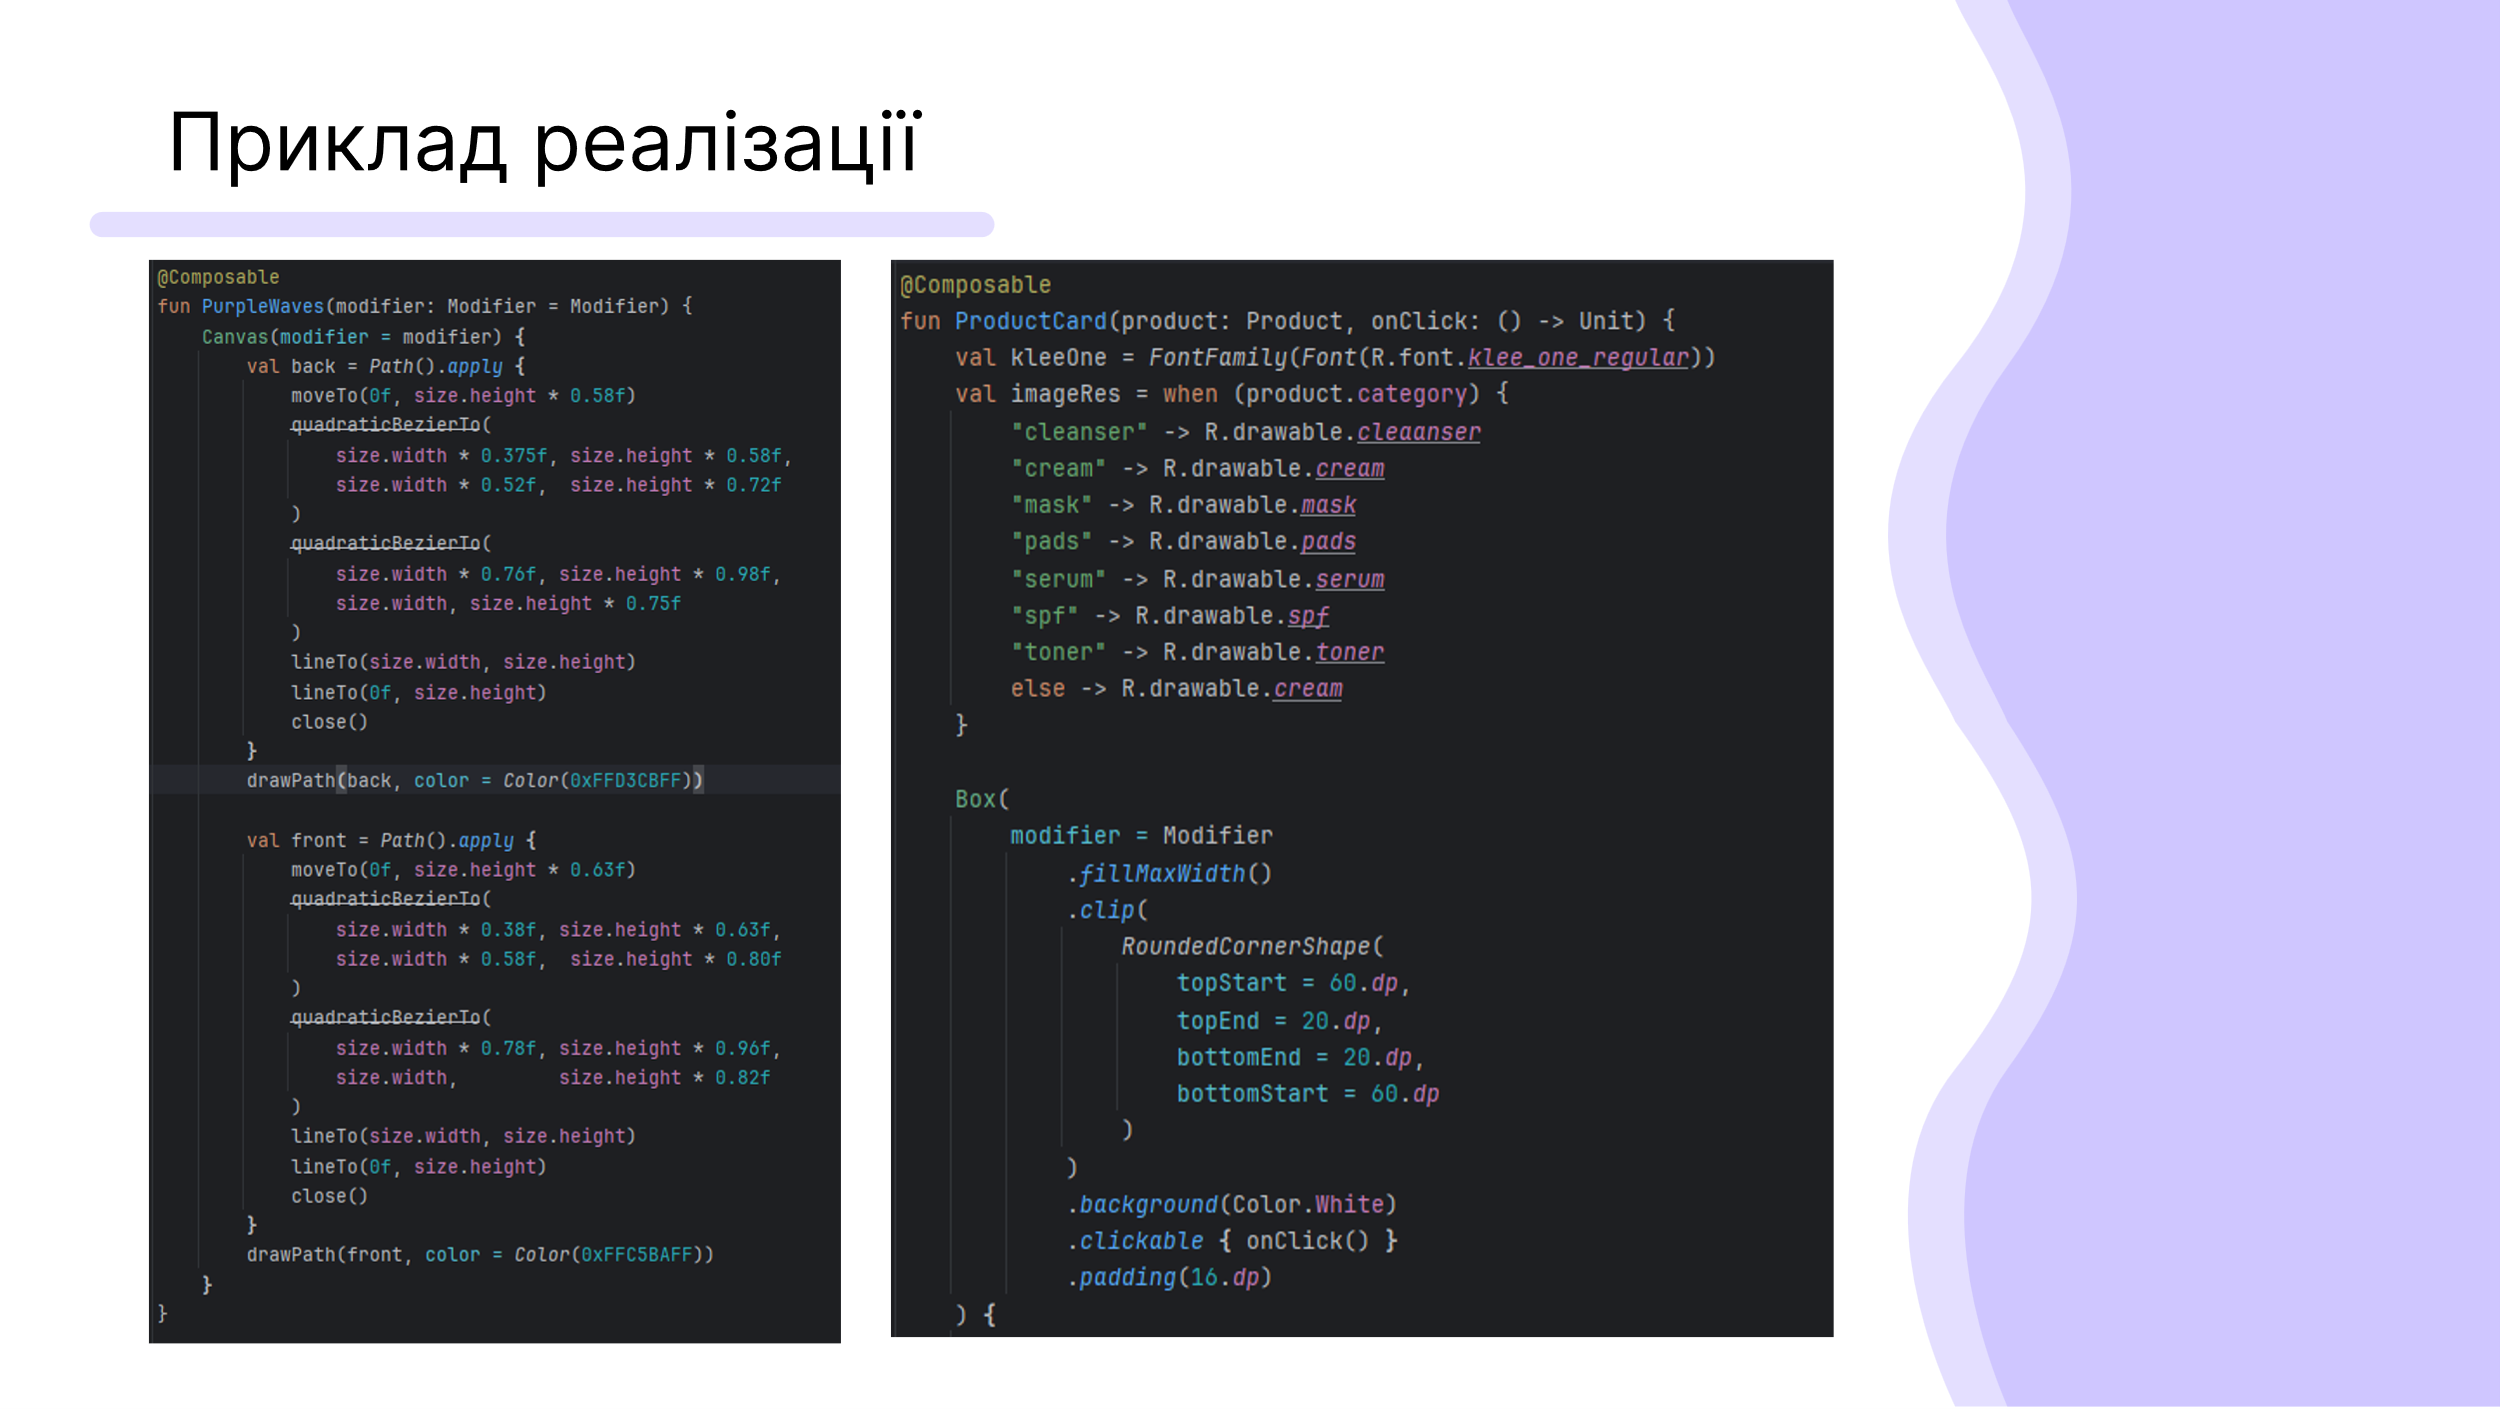 Приклад реалізації
@Composable
fun PurpleWaves(modifier: Modifier = Modifier) {
    Canvas(modifier = modifier) {
        val back = Path().apply {
            moveTo(0f, size.height * 0.58f)
            quadraticBezierTo(
                size.width * 0.375f, size.height * 0.58f,
                size.width * 0.52f,  size.height * 0.72f
            )
            quadraticBezierTo(
                size.width * 0.76f, size.height * 0.98f,
                size.width, size.height * 0.75f
            )
            lineTo(size.width, size.height)
            lineTo(0f, size.height)
            close()
        }
        drawPath(back, color = Color(0xFFD3CBFF))
        val front = Path().apply {
            moveTo(0f, size.height * 0.63f)
            quadraticBezierTo(
                size.width * 0.38f, size.height * 0.63f,
                size.width * 0.58f,  size.height * 0.80f
            )
            quadraticBezierTo(
                size.width * 0.78f, size.height * 0.96f,
                size.width,         size.height * 0.82f
            )
            lineTo(size.width, size.height)
            lineTo(0f, size.height)
            close()
        }
        drawPath(front, color = Color(0xFFC5BAFF))
    }
}
@Composable
fun ProductCard(product: Product, onClick: () -> Unit) {
    val kleeOne = FontFamily(Font(R.font.klee_one_regular))
    val imageRes = when (product.category) {
        "cleanser" -> R.drawable.cleaanser
        "cream" -> R.drawable.cream
        "mask" -> R.drawable.mask
        "pads" -> R.drawable.pads
        "serum" -> R.drawable.serum
        "spf" -> R.drawable.spf
        "toner" -> R.drawable.toner
        else -> R.drawable.cream
    }
    Box(
        modifier = Modifier
            .fillMaxWidth()
            .clip(
                RoundedCornerShape(
                    topStart = 60.dp,
                    topEnd = 20.dp,
                    bottomEnd = 20.dp,
                    bottomStart = 60.dp
                )
            )
            .background(Color.White)
            .clickable { onClick() }
            .padding(16.dp)
    ) {